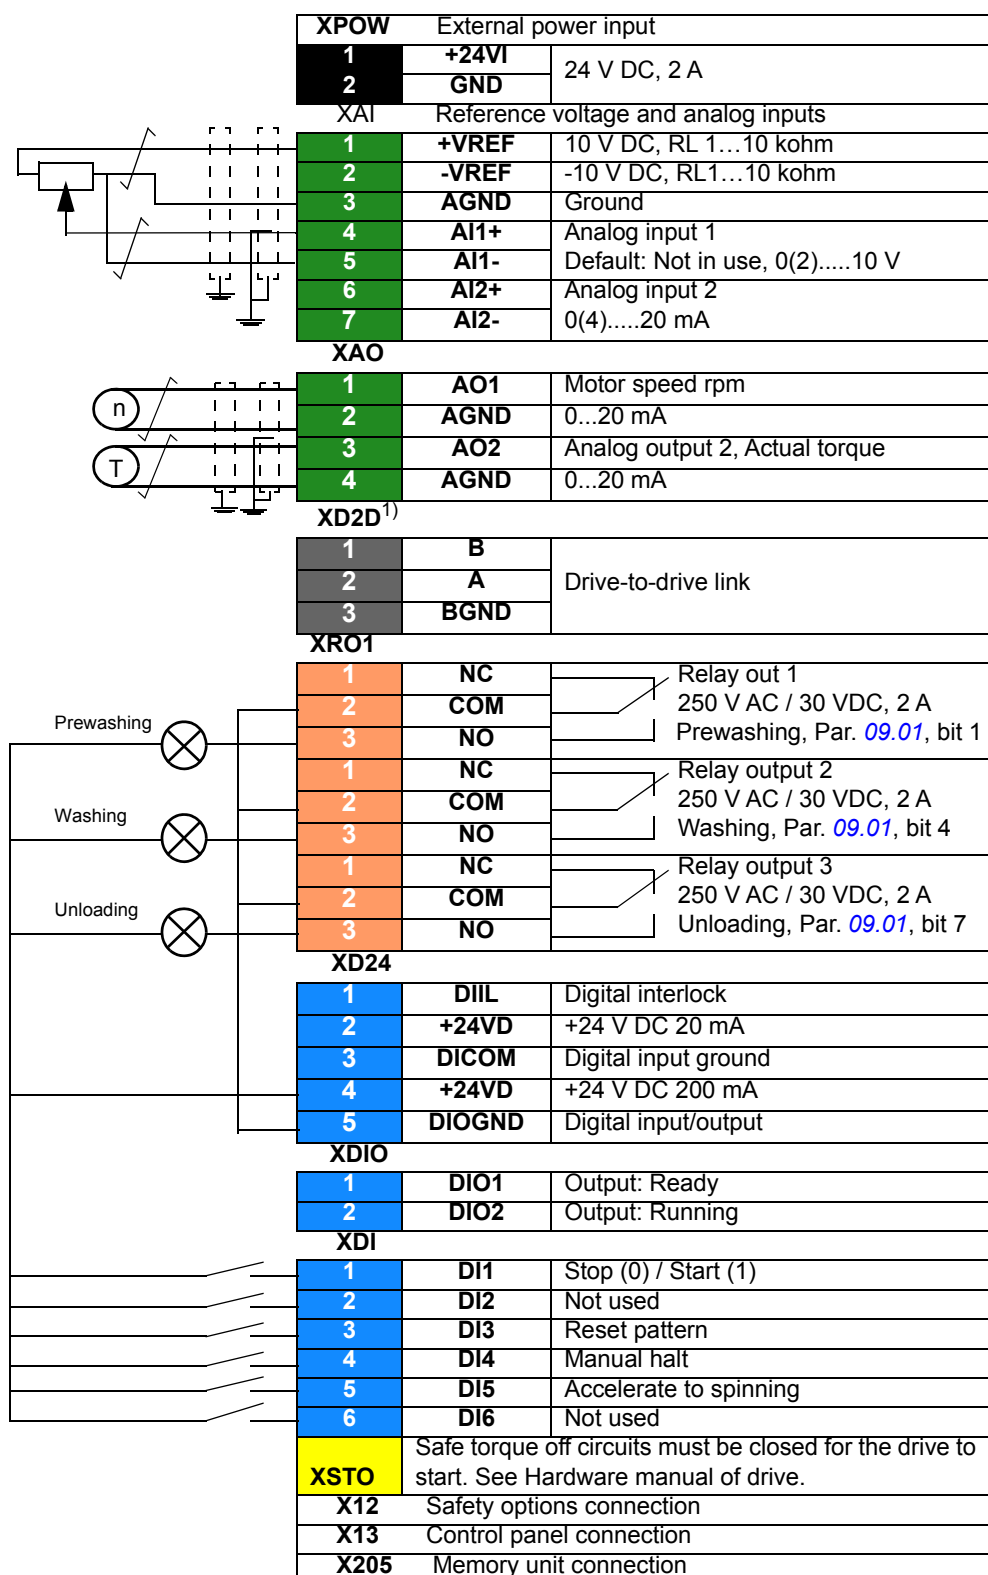 XPOW External power input
1 +24VI 24 V DC, 2 A
2 GND
XAI Reference voltage and analog inputs
1 +VREF 10 V DC, RL 1…10 kohm
2 -VREF -10 V DC, RL1…10 kohm
3 AGND Ground
4 AI1+ Analog input 1
5 AI1- Default: Not in use, 0(2).....10 V
6 AI2+ Analog input 2
7 AI2- 0(4).....20 mA
XAO
n 1 AO1 Motor speed rpm
2 AGND 0...20 mA
T 3 AO2 Analog output 2, Actual torque
4 AGND 0...20 mA
XD2D1)
1 B
2 A Drive-to-drive link
3 BGND
XRO1
1 NC Relay out 1
2 COM 250 V AC / 30 VDC, 2 A
Prewashing 3 NO Prewashing, Par. 09.01, bit 1
1 NC Relay output 2
2 COM 250 V AC / 30 VDC, 2 A
Washing 3 NO Washing, Par. 09.01, bit 4
1 NC Relay output 3
2 COM 250 V AC / 30 VDC, 2 A
Unloading 3 NO Unloading, Par. 09.01, bit 7
XD24
1 DIIL Digital interlock
2 +24VD +24 V DC 20 mA
3 DICOM Digital input ground
4 +24VD +24 V DC 200 mA
5 DIOGND Digital input/output
XDIO
1 DIO1 Output: Ready
2 DIO2 Output: Running
XDI
1 DI1 Stop (0) / Start (1)
2 DI2 Not used
3 DI3 Reset pattern
4 DI4 Manual halt
5 DI5 Accelerate to spinning
6 DI6 Not used
XSTO Safe torque off circuits must be closed for the drive to
start. See Hardware manual of drive.
X12 Safety options connection
X13 Control panel connection
X205 Memory unit connection